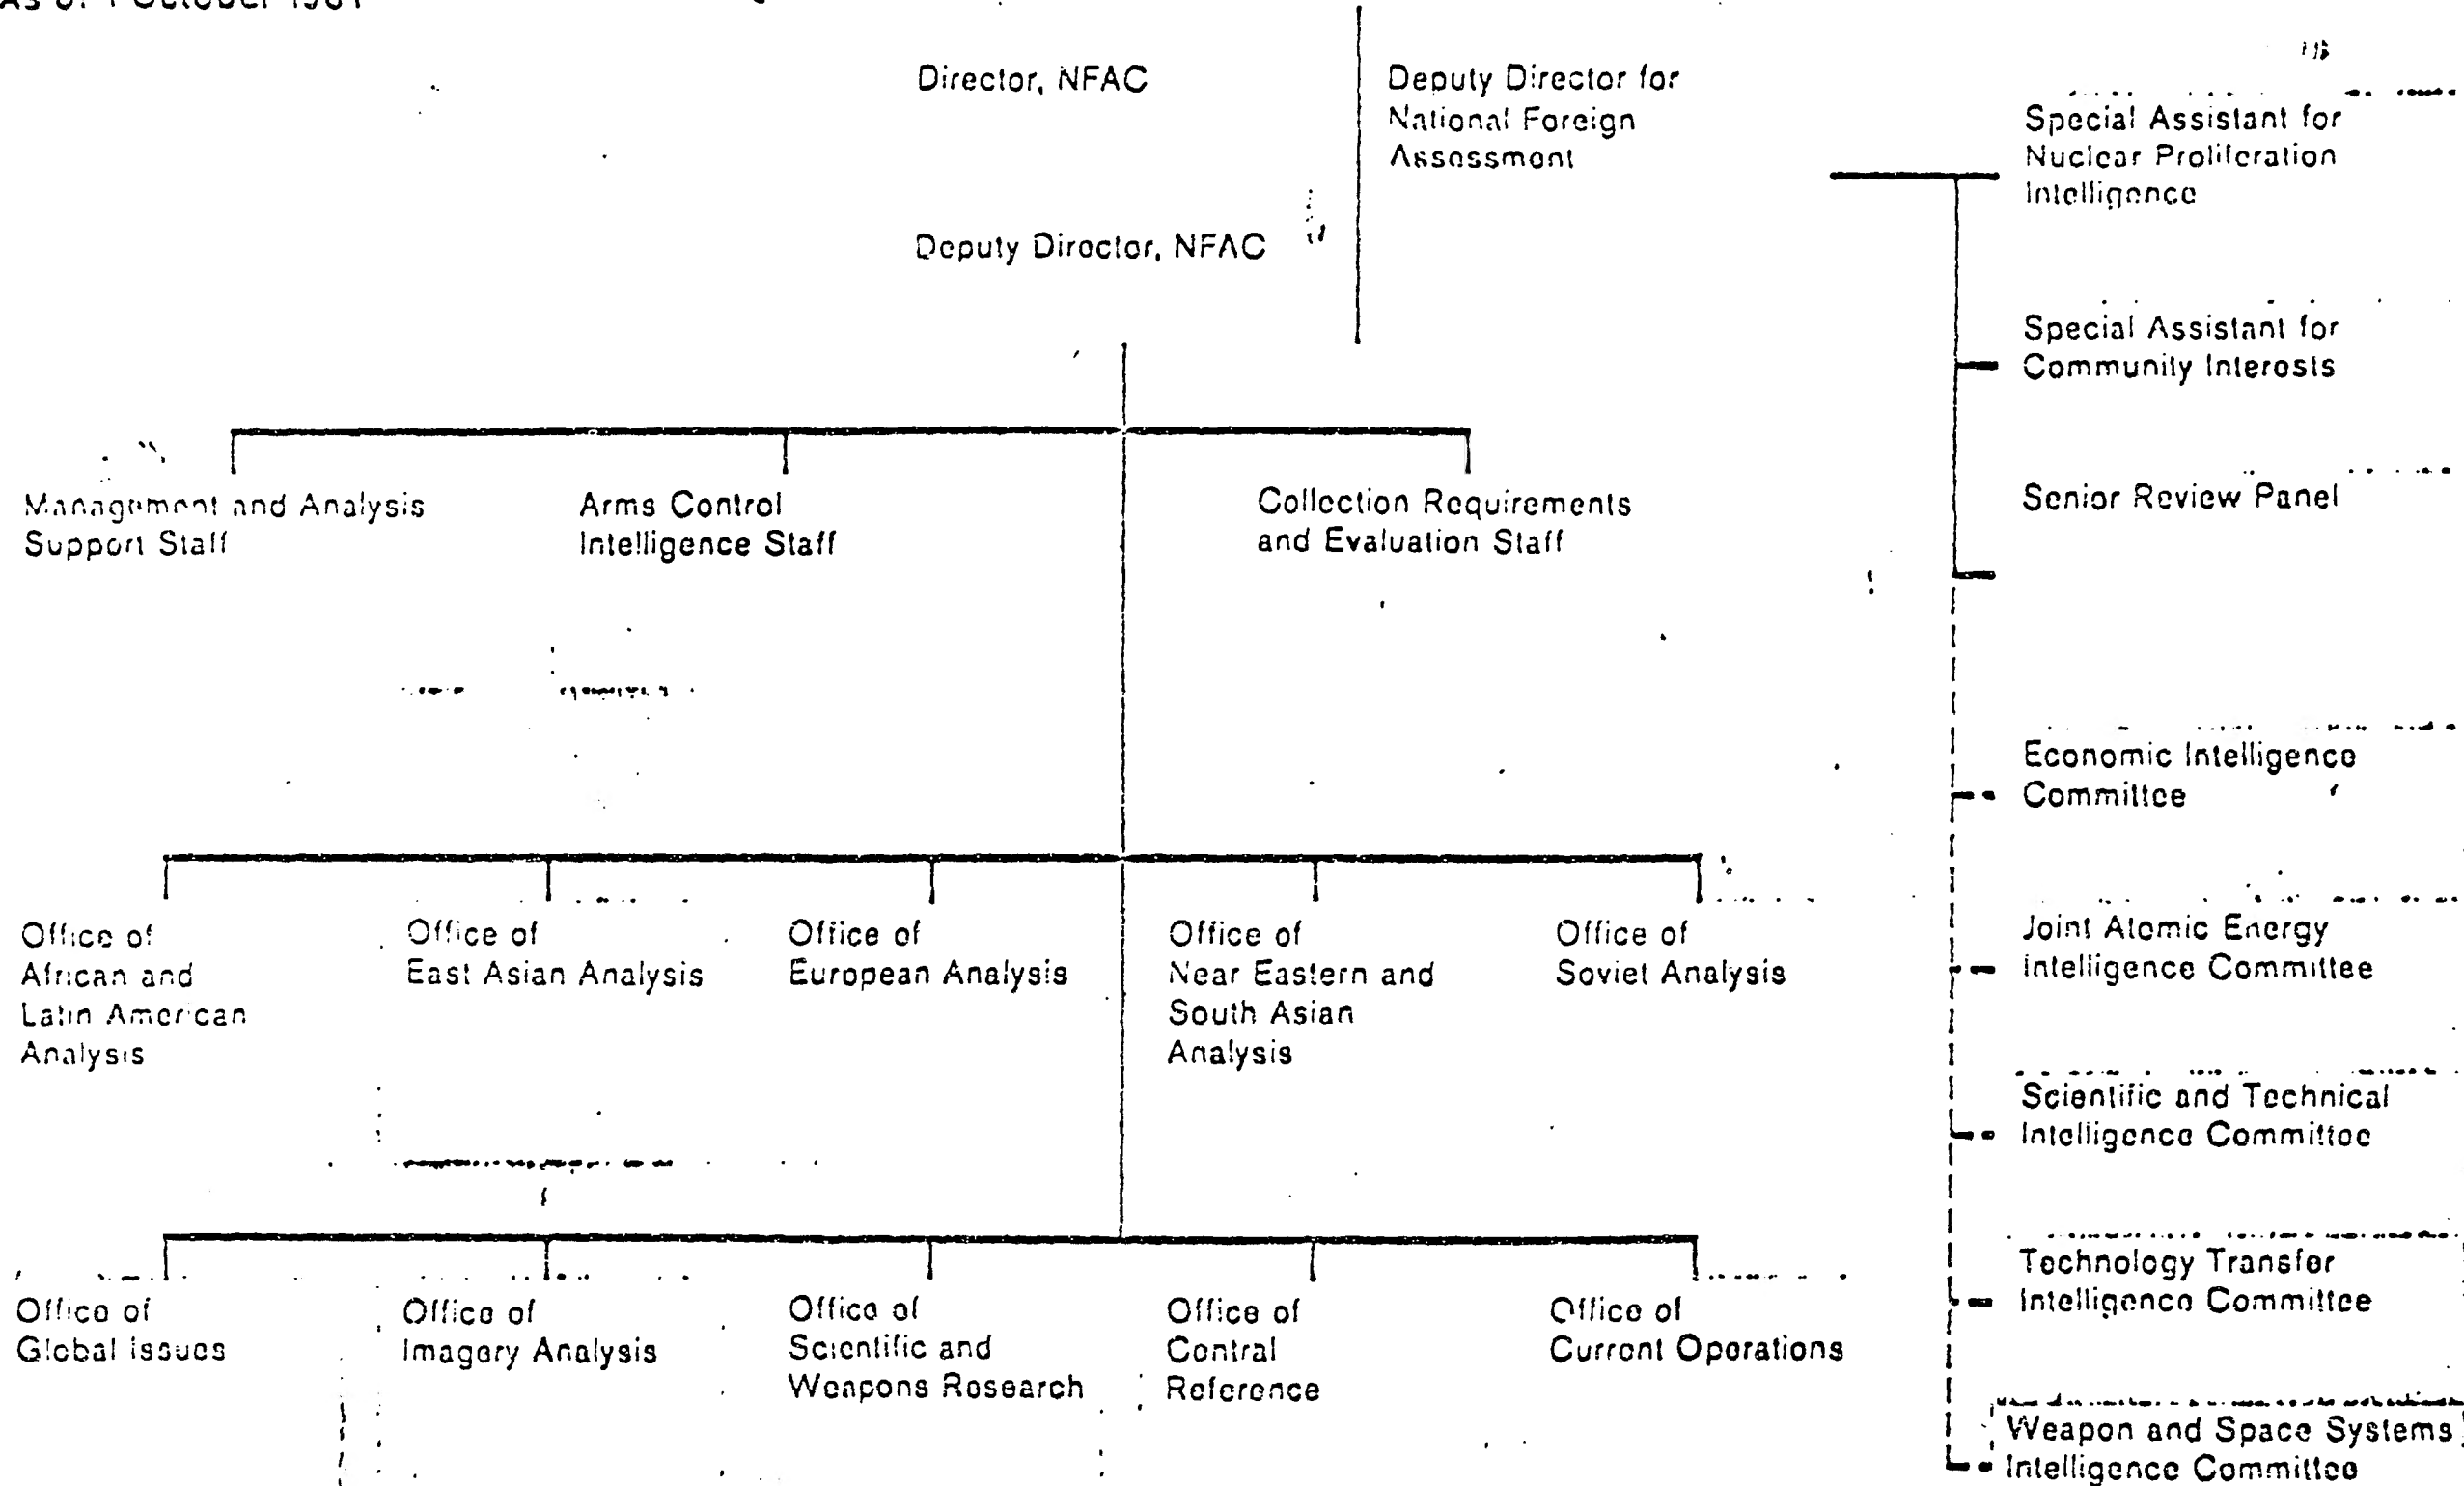 As of 1 October 1981
Director, NFAC
Deputy Director, NFAC
Deputy Director for
National Foreign
Assessment
Special Assistant for
Nuclear Proliferation
Intelligence
Special Assistant for
Community Interests
Senior Review Panel
Management and Analysis
Support Staff
Arms Control
Intelligence Staff
Collection Requirements
and Evaluation Staff
Economic Intelligence
Committee
Office of
African and
Latin American
Analysis
Office of
East Asian Analysis
Office of
European Analysis
Office of
Near Eastern and
South Asian
Analysis
Office of
Soviet Analysis
Joint Atomic Energy
Intelligence Committee
Scientific and Technical
Intelligence Committee
Office of
Global issues
Office of
Imagery Analysis
Office of
Scientific and
Weapons Research
Office of
Central
Reference
Office of
Current Operations
Technology Transfer
Intelligence Committee
Weapon and Space Systems
Intelligence Committee